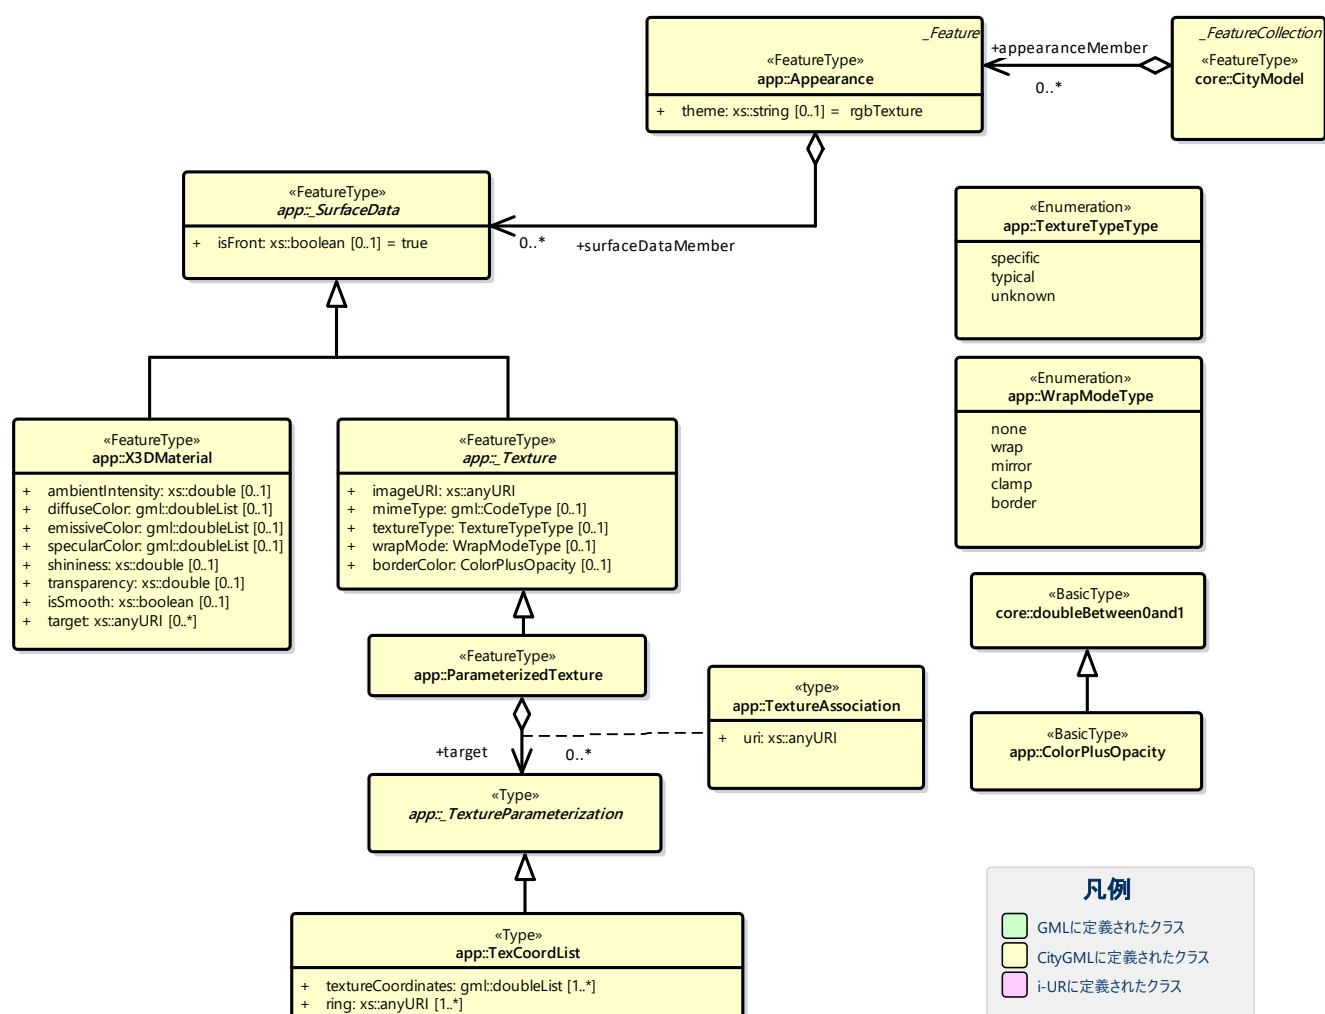 _Feature
«FeatureType»
app::Appearance
+ theme: xs::string [0..1] = rgbTexture
+appearanceMember
0..*
_FeatureCollection
«FeatureType»
core::CityModel
«FeatureType»
app::_SurfaceData
+ isFront: xs::boolean [0..1] = true
0..*
+surfaceDataMember
«Enumeration»
app::TextureTypeType
specific
typical
unknown
«Enumeration»
app::WrapModeType
none
wrap
mirror
clamp
border
«FeatureType»
app::X3DMaterial
+ ambientIntensity: xs::double [0..1]
+ diffuseColor: gml::doubleList [0..1]
+ emissiveColor: gml::doubleList [0..1]
+ specularColor: gml::doubleList [0..1]
+ shininess: xs::double [0..1]
+ transparency: xs::double [0..1]
+ isSmooth: xs::boolean [0..1]
+ target: xs::anyURI [0..*]
«FeatureType»
app::_Texture
+ imageURI: xs::anyURI
+ mimeType: gml::CodeType [0..1]
+ textureType: TextureTypeType [0..1]
+ wrapMode: WrapModeType [0..1]
+ borderColor: ColorPlusOpacity [0..1]
«FeatureType»
app::ParameterizedTexture
+target
0..*
«type»
app::TextureAssociation
+ uri: xs::anyURI
«BasicType»
core::doubleBetween0and1
«BasicType»
app::ColorPlusOpacity
«Type»
app::_TextureParameterization
«Type»
app::TexCoordList
+ textureCoordinates: gml::doubleList [1..*]
+ ring: xs::anyURI [1..*]
凡例
GMLに定義されたクラス
CityGMLに定義されたクラス
i-URに定義されたクラス